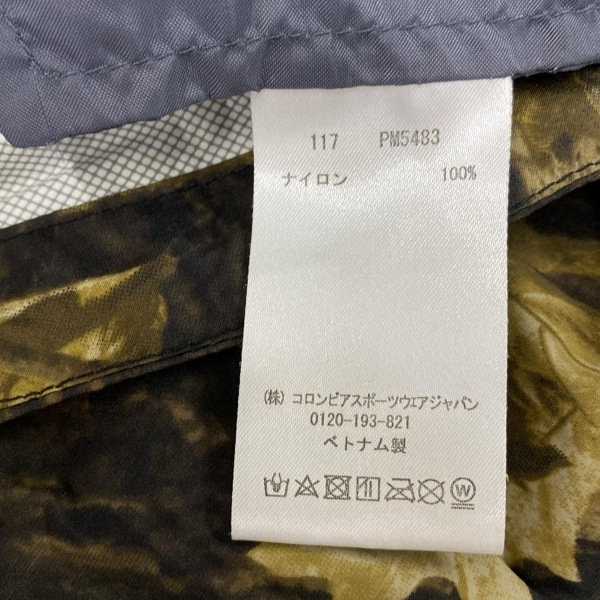 117 PM5483
ナイロン 100%
(株) コロンビアスポーツウェアジャパン
0120-193-821
ベトナム製
W